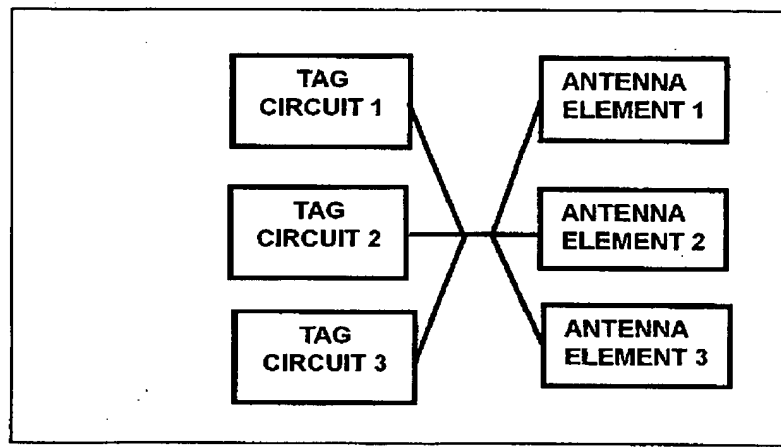 TAG
CIRCUIT 1
ANTENNA
ELEMENT 1
TAG
CIRCUIT 2
ANTENNA
ELEMENT 2
TAG
CIRCUIT 3
ANTENNA
ELEMENT 3